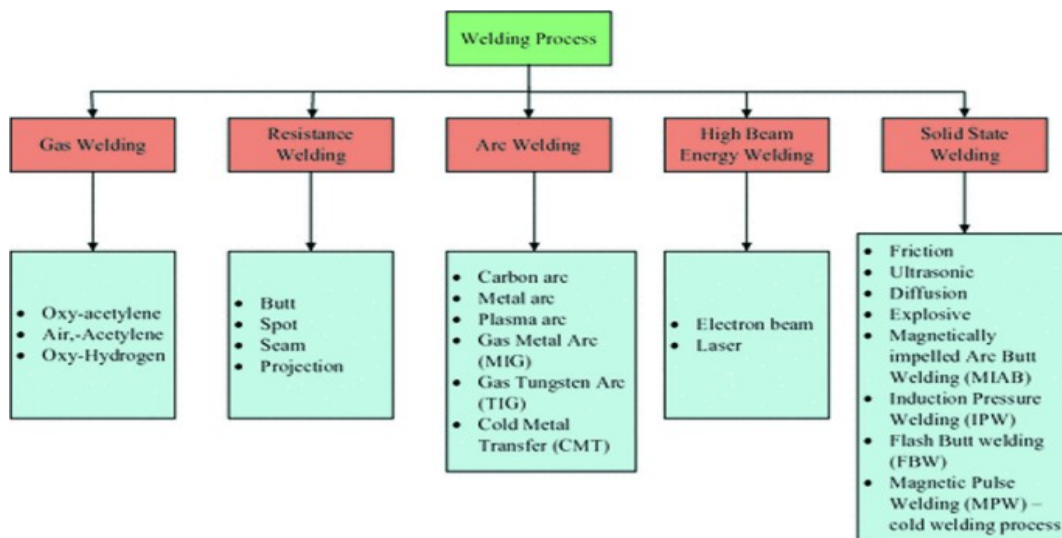 Welding Process
Gas Welding
Resistance
Welding
Arc Welding
High Beam
Energy Welding
Solid State
Welding
• Oxy-acetylene
• Air,-Acetylene
• Oxy-Hydrogen
• Butt
• Spot
• Seam
• Projection
• Carbon arc
• Metal arc
• Plasma arc
• Gas Metal Arc
(MIG)
• Gas Tungsten Arc
(TIG)
• Cold Metal
Transfer (CMT)
• Electron beam
• Laser
• Friction
• Ultrasonic
• Diffusion
• Explosive
• Magnetically
impelled Arc Butt
Welding (MIAB)
• Induction Pressure
Welding (IPW)
• Flash Butt welding
(FBW)
• Magnetic Pulse
Welding (MPW) –
cold welding process